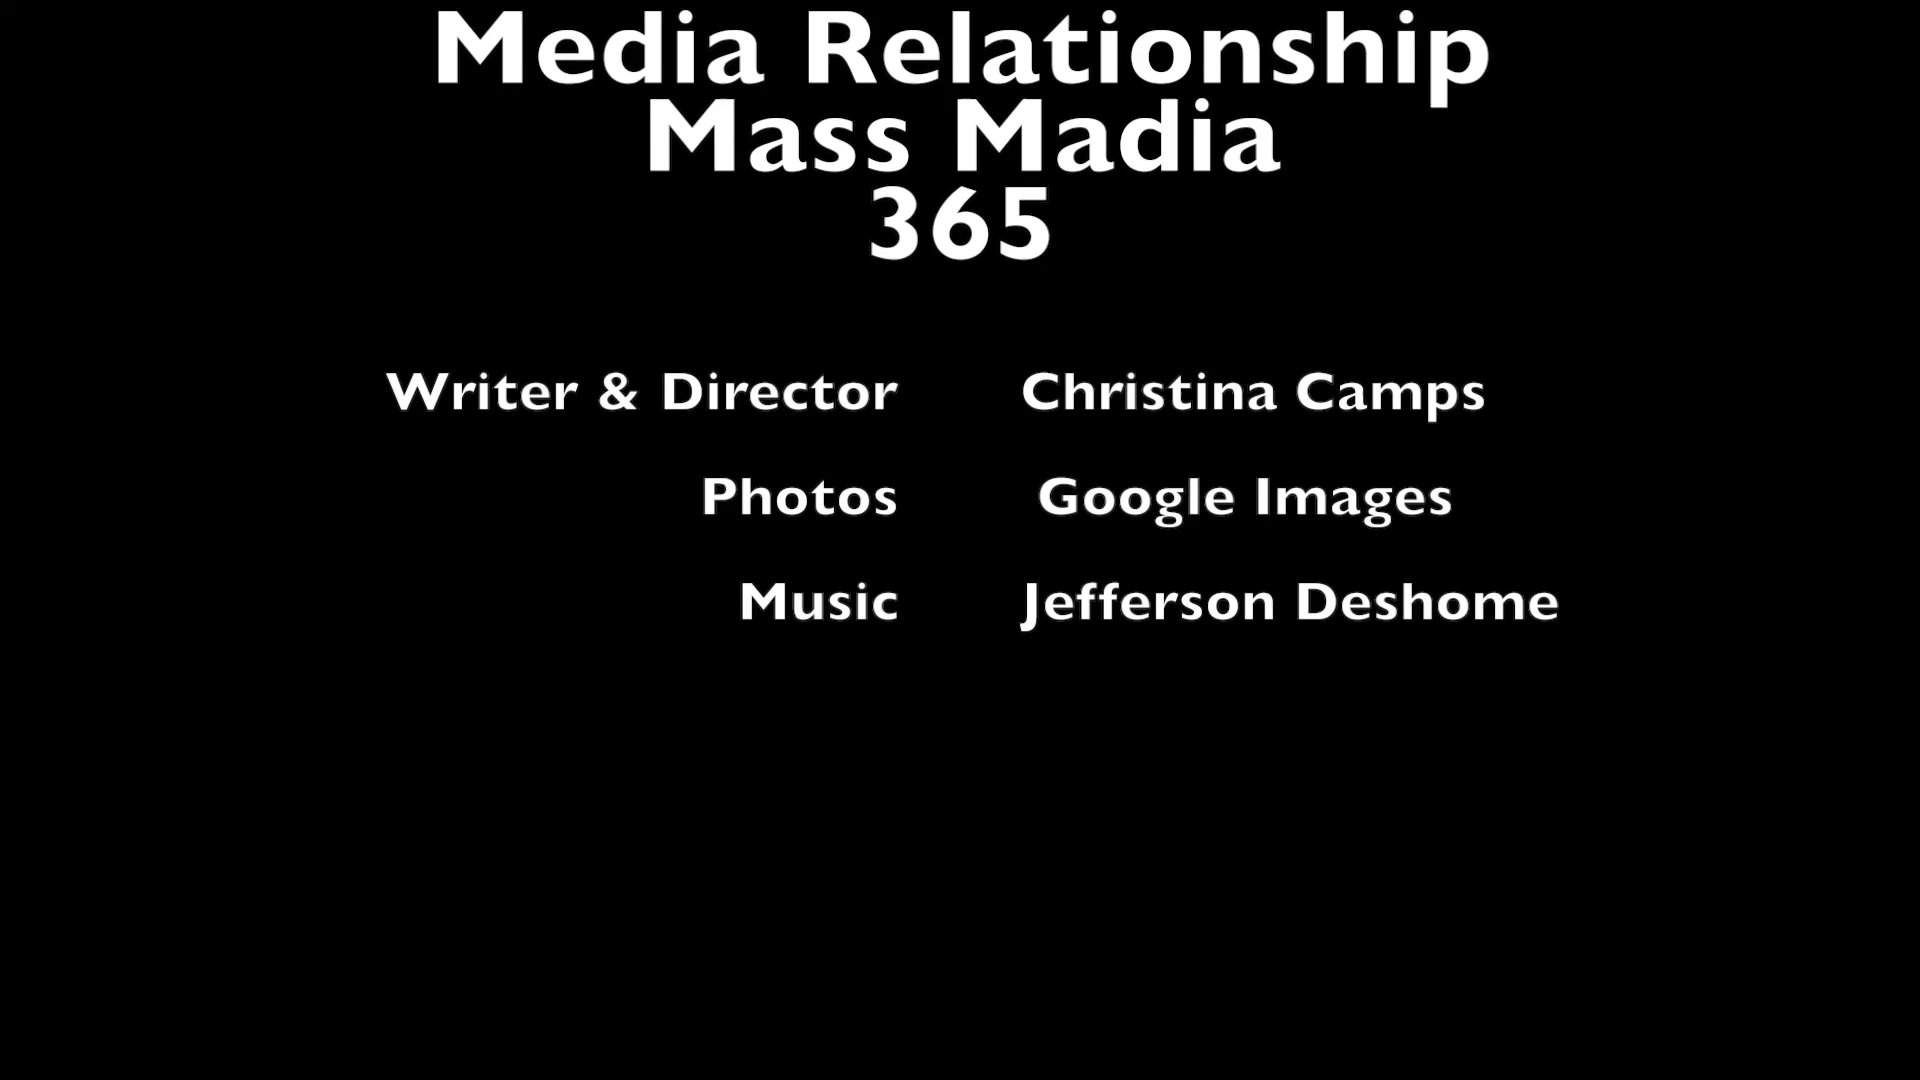 Media Relationship
Mass Madia
365
Writer & Director Christina Camps
Photos Google Images
Music Jefferson Deshome